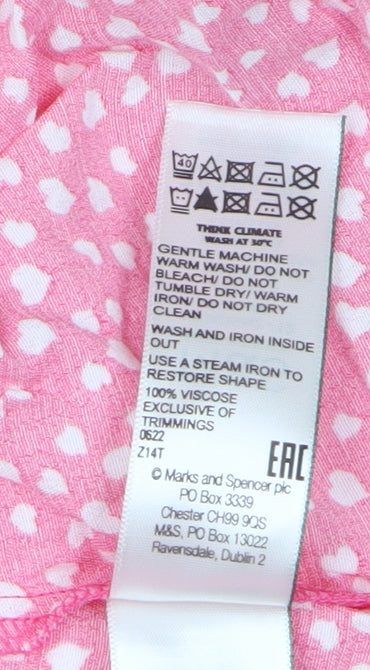 40
THINK CLIMATE
WASH AT 30°C
GENTLE MACHINE
WARM WASH/ DO NOT
BLEACH/ DO NOT
TUMBLE DRY/ WARM
IRON/ DO NOT DRY
CLEAN
WASH AND IRON INSIDE
OUT
USE A STEAM IRON TO
RESTORE SHAPE
100% VISCOSE
EXCLUSIVE OF
TRIMMINGS
0622
Z14T
EAC
© Marks and Spencer plc
PO Box 3339
Chester CH99 9QS
M&S, PO Box 13022
Ravensdale, Dublin 2